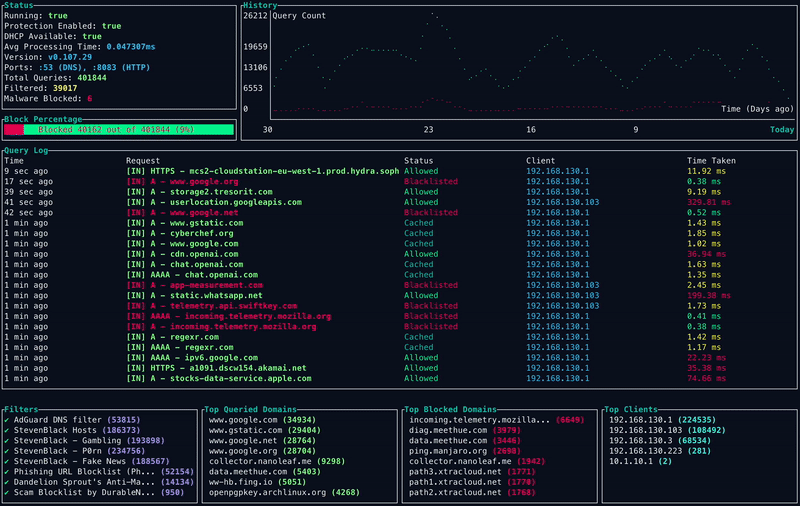 Status
Running: true
Protection Enabled: true
DHCP Available: true
Avg Processing Time: 0.047307ms
Version: v0.107.29
Ports: :53 (DNS), :8083 (HTTP)
Total Queries: 401844
Filtered: 39017
Malware Blocked: 6
Block Percentage
Blocked 40162 out of 401844 (9%)
History
26212 Query Count
19659
13106
6553
0 Time (Days ago)
30 23 16 9 Today
Query Log
Time Request Status Client Time Taken
9 sec ago [IN] HTTPS - mcs2-cloudstation-eu-west-1.prod.hydra.soph Allowed 192.168.130.1 11.92 ms
17 sec ago [IN] A - www.google.org Blacklisted 192.168.130.1 0.38 ms
39 sec ago [IN] A - storage2.tresorit.com Allowed 192.168.130.1 9.19 ms
41 sec ago [IN] A - userlocation.googleapis.com Allowed 192.168.130.103 329.81 ms
42 sec ago [IN] A - www.google.net Blacklisted 192.168.130.1 0.52 ms
1 min ago [IN] A - www.gstatic.com Cached 192.168.130.1 1.43 ms
1 min ago [IN] A - cyberchef.org Cached 192.168.130.1 1.85 ms
1 min ago [IN] A - www.google.com Cached 192.168.130.1 1.02 ms
1 min ago [IN] A - cdn.openai.com Allowed 192.168.130.1 36.94 ms
1 min ago [IN] A - chat.openai.com Cached 192.168.130.1 1.63 ms
1 min ago [IN] AAAA - chat.openai.com Cached 192.168.130.1 1.35 ms
1 min ago [IN] A - app-measurement.com Blacklisted 192.168.130.103 2.45 ms
1 min ago [IN] A - static.whatsapp.net Allowed 192.168.130.103 199.38 ms
1 min ago [IN] A - telemetry.api.swiftkey.com Blacklisted 192.168.130.103 1.73 ms
1 min ago [IN] AAAA - incoming.telemetry.mozilla.org Blacklisted 192.168.130.1 0.41 ms
1 min ago [IN] A - incoming.telemetry.mozilla.org Blacklisted 192.168.130.1 0.38 ms
1 min ago [IN] A - regexr.com Cached 192.168.130.1 1.42 ms
1 min ago [IN] AAAA - regexr.com Cached 192.168.130.1 1.17 ms
1 min ago [IN] AAAA - ipv6.google.com Allowed 192.168.130.1 22.23 ms
1 min ago [IN] HTTPS - a1091.dscw154.akamai.net Allowed 192.168.130.1 35.38 ms
1 min ago [IN] A - stocks-data-service.apple.com Allowed 192.168.130.1 74.66 ms
Filters
✔ AdGuard DNS filter (53815)
✔ StevenBlack Hosts (186373)
✔ StevenBlack - Gambling (193898)
✔ StevenBlack - P0rn (234756)
✔ StevenBlack - Fake News (188567)
✔ Phishing URL Blocklist (Ph... (52154)
✔ Dandelion Sprout's Anti-Ma... (14134)
✔ Scam Blocklist by DurableN... (950)
Top Queried Domains
www.google.com (34934)
www.gstatic.com (29404)
www.google.net (28764)
www.google.org (28704)
collector.nanoleaf.me (9298)
data.meethue.com (5403)
ww-hb.fing.io (5051)
openpgpkey.archlinux.org (4268)
Top Blocked Domains
incoming.telemetry.mozilla... (6649)
diag.meethue.com (3979)
data.meethue.com (3446)
ping.manjaro.org (2698)
collector.nanoleaf.me (1942)
path3.xtracloud.net (1771)
path1.xtracloud.net (1770)
path2.xtracloud.net (1768)
Top Clients
192.168.130.1 (224535)
192.168.130.103 (108492)
192.168.130.3 (68534)
192.168.130.223 (281)
10.1.10.1 (2)